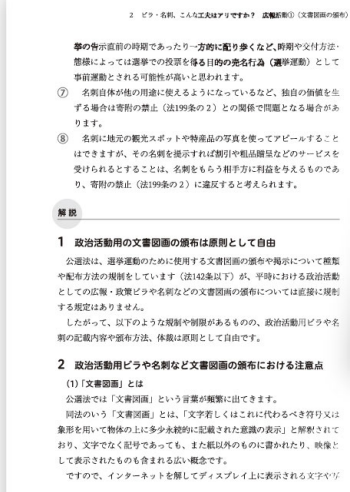 2 ビラ・名刺、こんな工夫はアリですか? 広報活動①(文書図画の頒布)
挙の告示直前の時期であったり一方的に配り歩くなど、時期や交付方法・
態様によっては選挙での投票を得る目的の売名行為(選挙運動)として
事前運動とされる可能性が高いと思われます。
⑦ 名刺自体が他の用途に使えるようになっているなど、独自の価値を生
ずる場合は寄附の禁止(法199条の2)との関係で問題となる場合があ
ります。
⑧ 名刺に地元の観光スポットや特産品の写真を使ってアピールすること
はできますが、その名刺を提示すれば割引や粗品贈呈などのサービスを
受けられるとすることは、名刺をもらう相手方に利益を与えるものであ
り、寄附の禁止(法199条の2)に違反すると考えられます。
解説
1 政治活動用の文書図画の頒布は原則として自由
公選法は、選挙運動のために使用する文書図画の頒布や掲示について種類
や配布方法の規制をしています(法142条以下)が、平時における政治活動
としての広報・政策ビラや名刺などの文書図画の頒布については直接に規制
する規定はありません。
したがって、以下のような規制や制限があるものの、政治活動用ビラや名
刺の記載内容や頒布方法、体裁は原則として自由です。
2 政治活動用ビラや名刺など文書図画の頒布における注意点
(1)「文書図画」とは
公選法では「文書図画」という言葉が頻繁に出てきます。
同法のいう「文書図画」とは、「文字若しくはこれに代わるべき符号又は
象形を用いて物体の上に多少永続的に記載された意識の表示」と解釈されて
おり、文字でなく記号であっても、また紙以外のものに書かれたり、映像と
して表示されたものも含まれる広い概念です。
ですので、インターネットを解してディスプレイ上に表示される文字や写